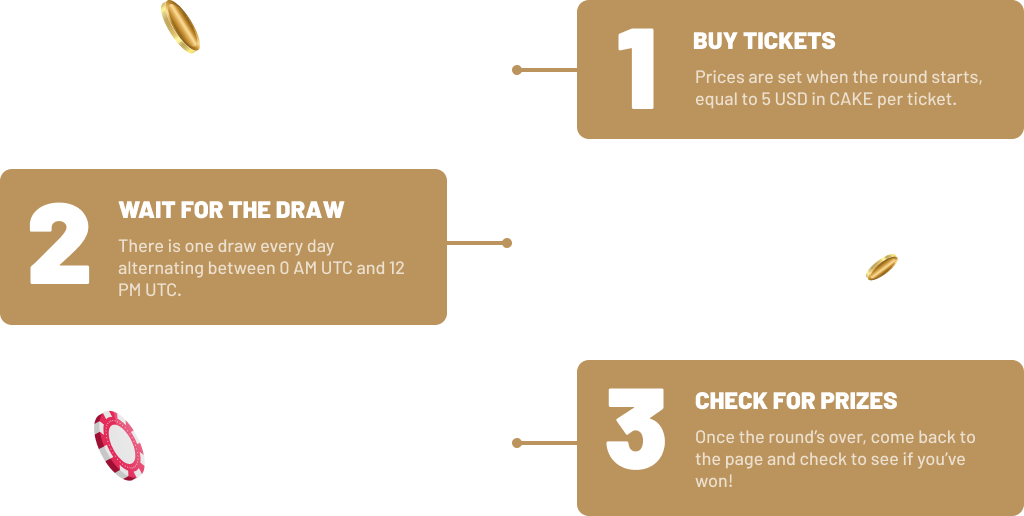 1
BUY TICKETS
Prices are set when the round starts,
equal to 5 USD in CAKE per ticket.
2
WAIT FOR THE DRAW
There is one draw every day
alternating between 0 AM UTC and 12
PM UTC.
3
CHECK FOR PRIZES
Once the round’s over, come back to
the page and check to see if you’ve
won!